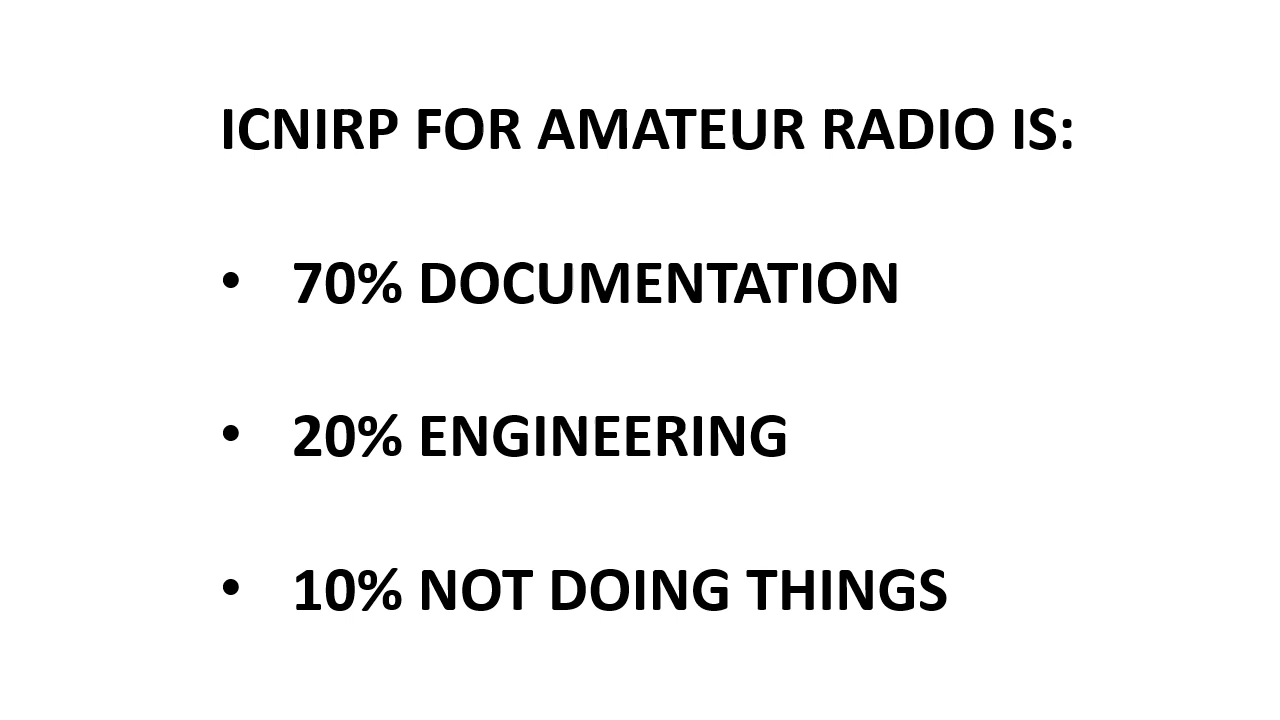 ICNIRP FOR AMATEUR RADIO IS:
• 70% DOCUMENTATION
• 20% ENGINEERING
• 10% NOT DOING THINGS